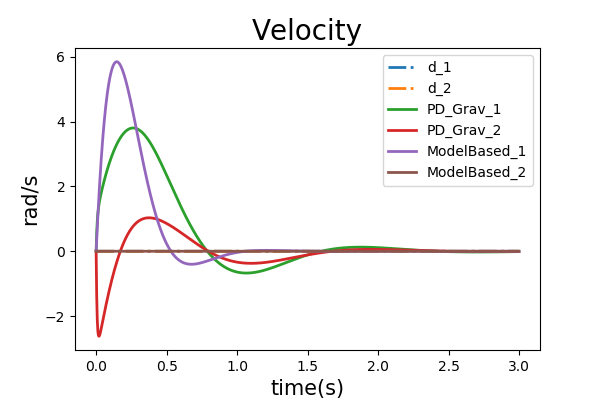 Velocity
rad/s
6
4
2
0
−2
d_1
d_2
PD_Grav_1
PD_Grav_2
ModelBased_1
ModelBased_2
0.0 0.5 1.0 1.5 2.0 2.5 3.0
time(s)